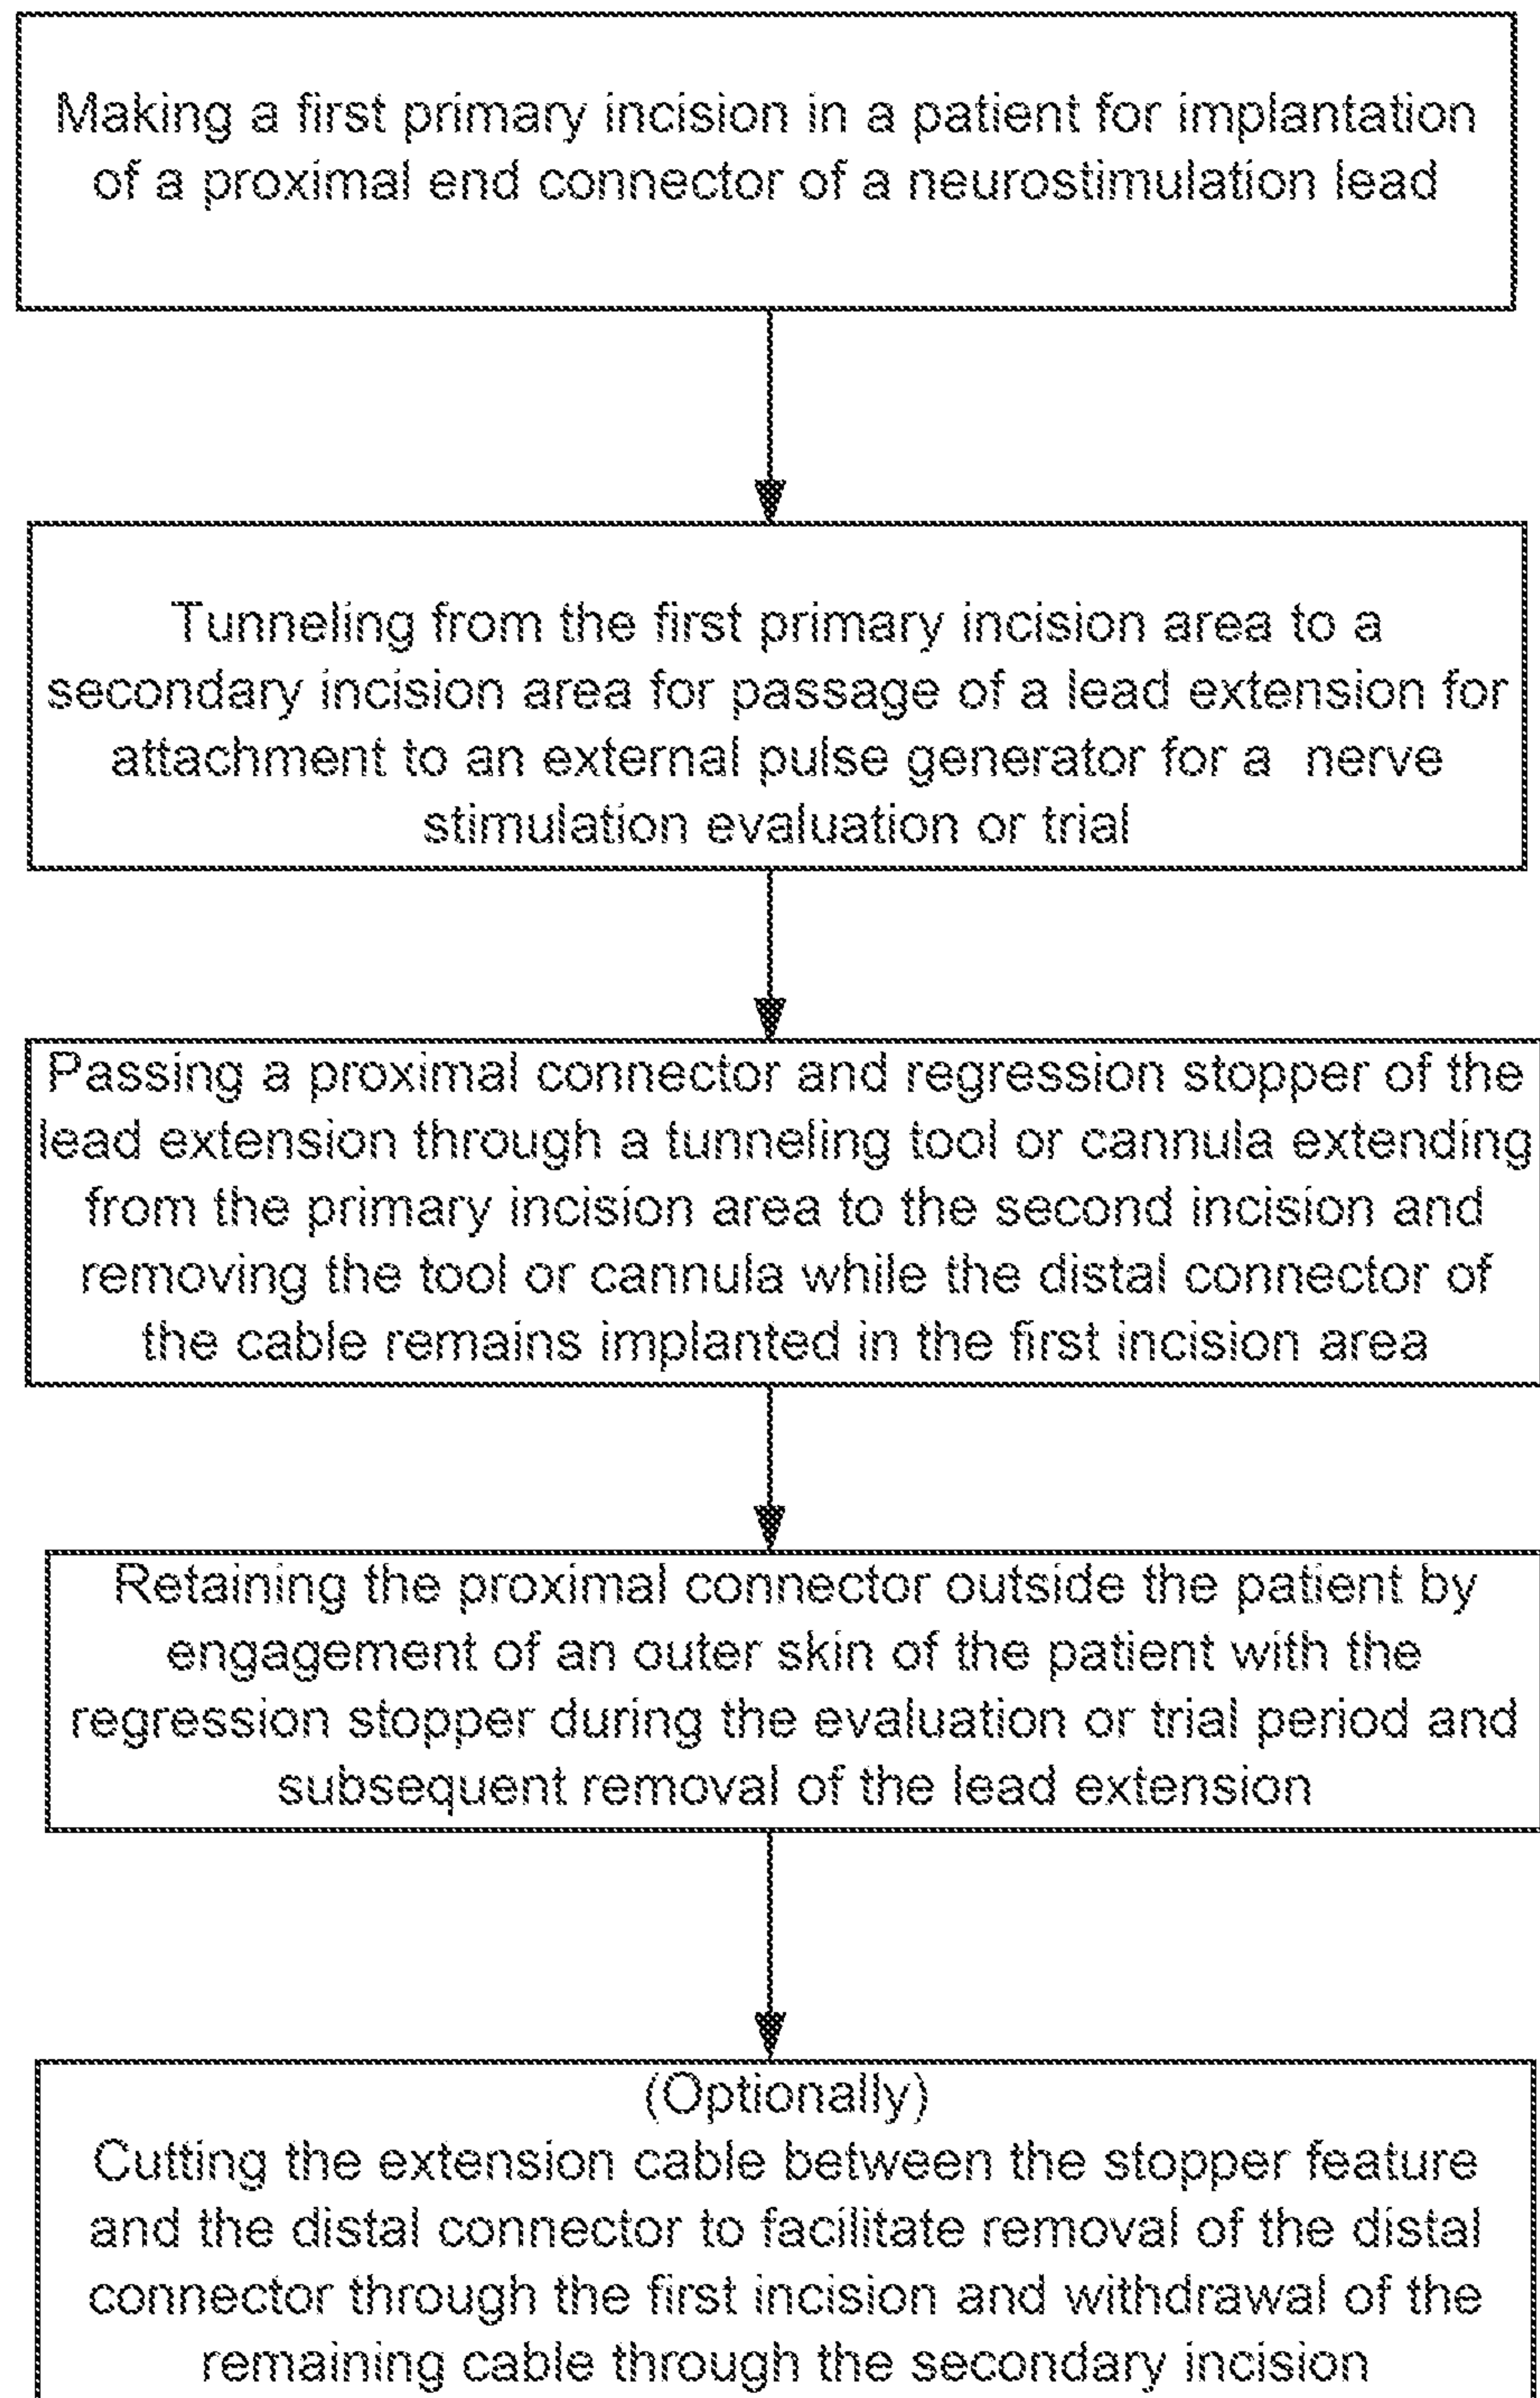 Making a first primary incision in a patient for implantation
of a proximal end connector of a neurostimulation lead
Tunneling from the first primary incision area to a
secondary incision area for passage of a lead extension for
attachment to an external pulse generator for a nerve
stimulation evaluation or trial
Passing a proximal connector and regression stopper of the
lead extension through a tunneling tool or cannula extending
from the primary incision area to the second incision and
removing the tool or cannula while the distal connector of
the cable remains implanted in the first incision area
Retaining the proximal connector outside the patient by
engagement of an outer skin of the patient with the
regression stopper during the evaluation or trial period and
subsequent removal of the lead extension
(Optionally)
Cutting the extension cable between the stopper feature
and the distal connector to facilitate removal of the distal
connector through the first incision and withdrawal of the
remaining cable through the secondary incision